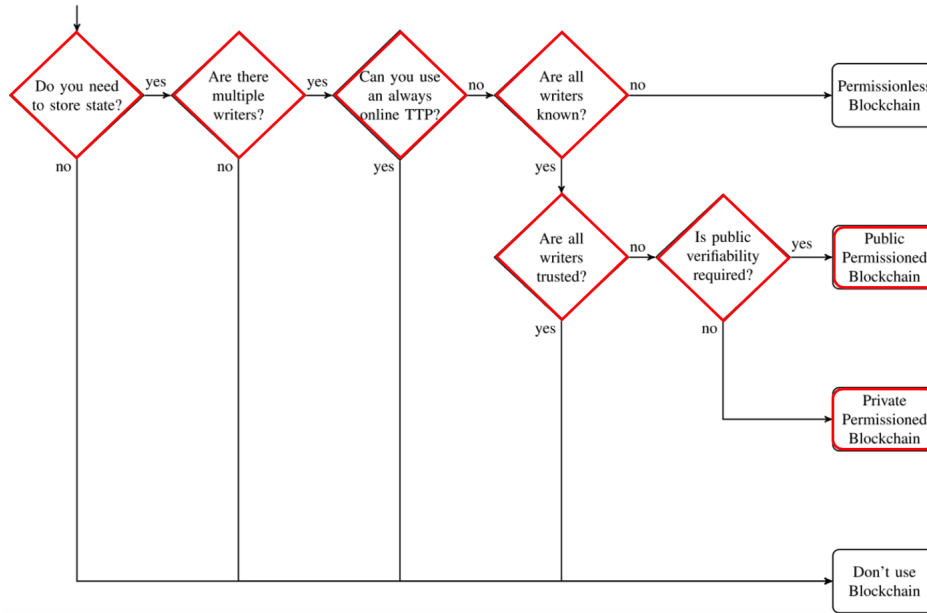 Do you need
to store state?
yes
no
Are there
multiple
writers?
yes
no
Can you use
an always
online TTP?
no
yes
Are all
writers
known?
no
yes
Permissionless
Blockchain
Are all
writers
trusted?
no
yes
Is public
verifiability
required?
yes
no
Public
Permissioned
Blockchain
Private
Permissioned
Blockchain
Don't use
Blockchain